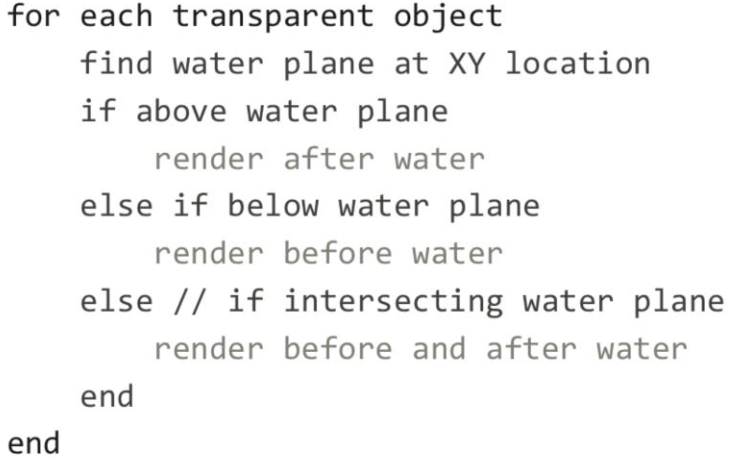 for each transparent object
    find water plane at XY location
    if above water plane
        render after water
    else if below water plane
        render before water
    else // if intersecting water plane
        render before and after water
    end
end